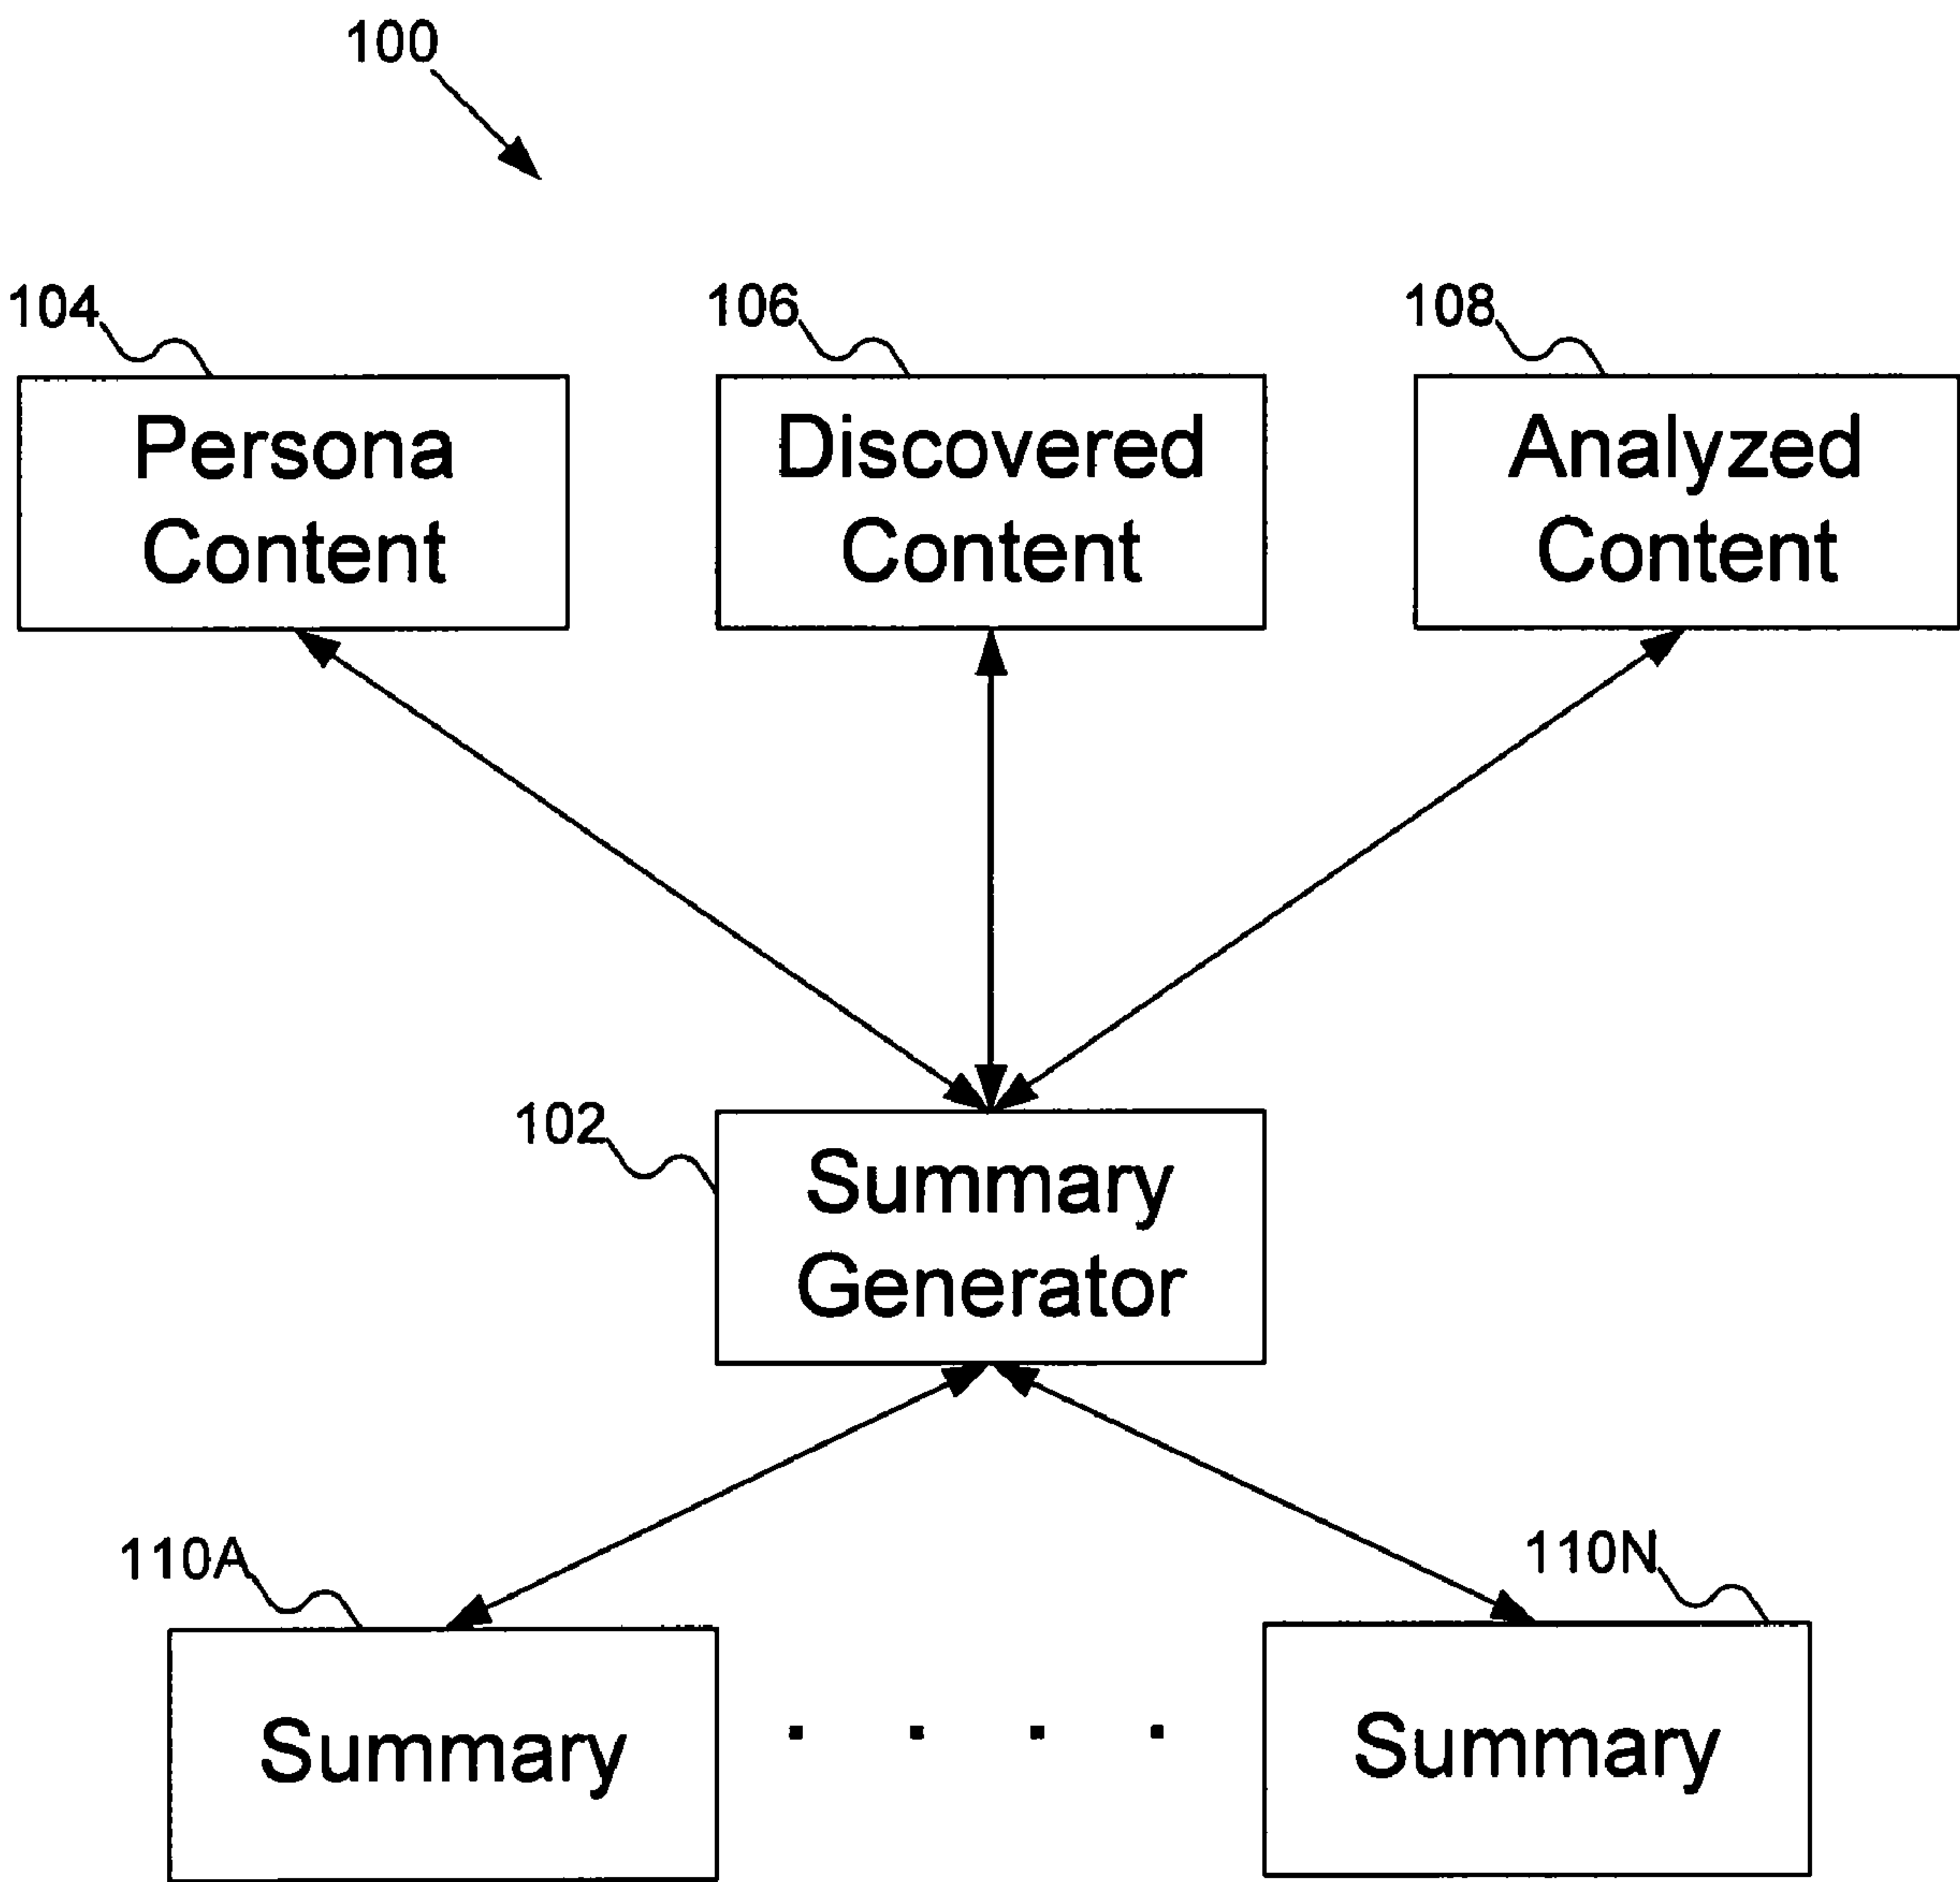 100
104
106
108
Persona
Content
Discovered
Content
Analyzed
Content
102
Summary
Generator
110A
110N
Summary
. . . .
Summary